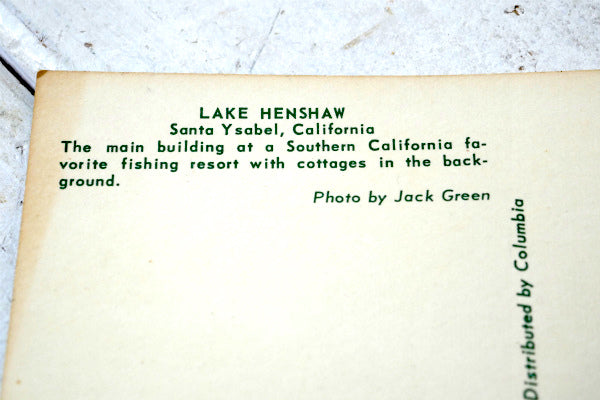 LAKE HENSHAW
Santa Ysabel, California
The main building at a Southern California fa-
vorite fishing resort with cottages in the back-
ground.
Photo by Jack Green
Distributed by Columbia